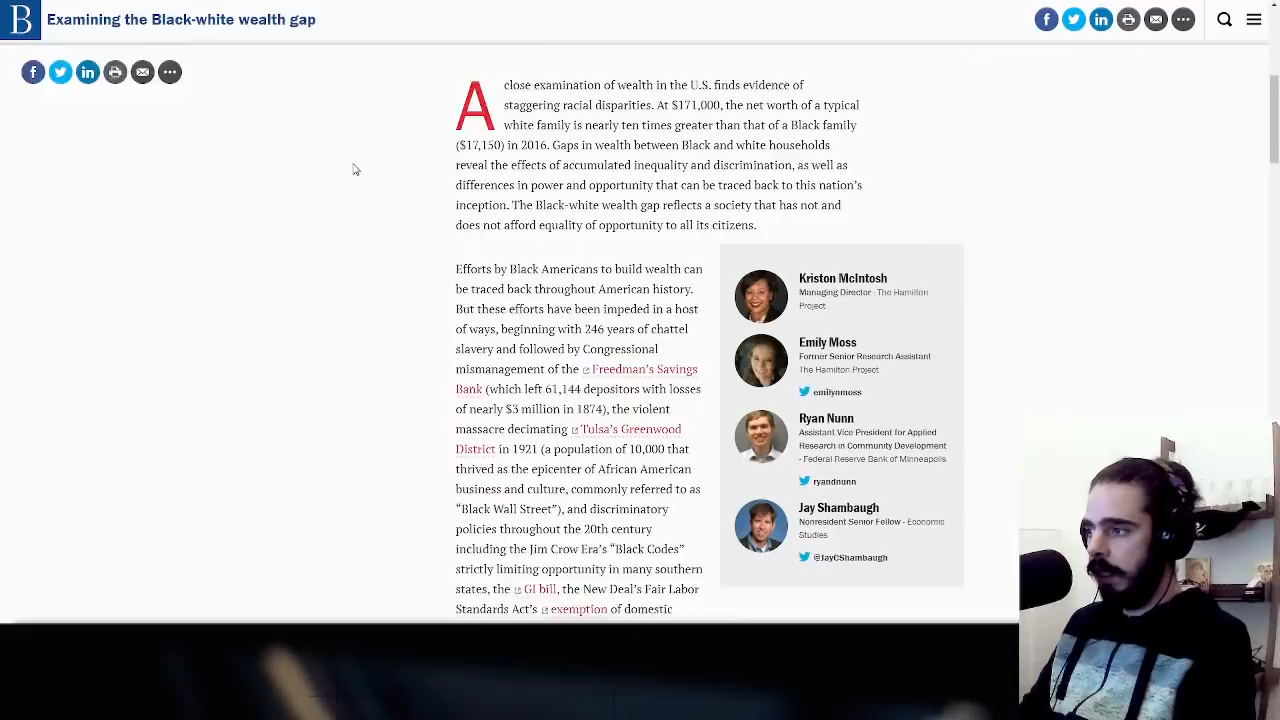 B Examining the Black-white wealth gap
A close examination of wealth in the U.S. finds evidence of
staggering racial disparities. At $171,000, the net worth of a typical
white family is nearly ten times greater than that of a Black family
($17,150) in 2016. Gaps in wealth between Black and white households
reveal the effects of accumulated inequality and discrimination, as well as
differences in power and opportunity that can be traced back to this nation's
inception. The Black-white wealth gap reflects a society that has not and
does not afford equality of opportunity to all its citizens.
Efforts by Black Americans to build wealth can
be traced back throughout American history.
But these efforts have been impeded in a host
of ways, beginning with 246 years of chattel
slavery and followed by Congressional
mismanagement of the Freedman's Savings
Bank (which left 61,144 depositors with losses
of nearly $3 million in 1874), the violent
massacre decimating Tulsa's Greenwood
District in 1921 (a population of 10,000 that
thrived as the epicenter of African American
business and culture, commonly referred to as
“Black Wall Street”), and discriminatory
policies throughout the 20th century
including the Jim Crow Era's “Black Codes”
strictly limiting opportunity in many southern
states, the GI bill, the New Deal's Fair Labor
Standards Act's exemption of domestic
Kriston McIntosh
Managing Director - The Hamilton
Project
Emily Moss
Former Senior Research Assistant
The Hamilton Project
emilynmoss
Ryan Nunn
Assistant Vice President for Applied
Research in Community Development
- Federal Reserve Bank of Minneapolis
ryandnunn
Jay Shambaugh
Nonresident Senior Fellow - Economic
Studies
@JayCShambaugh